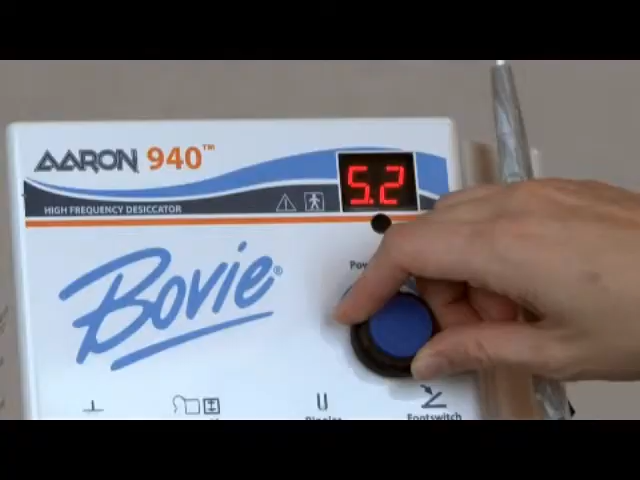 AARON 940™
5.2
HIGH FREQUENCY DESICCATOR
Bovie®
Footswitch